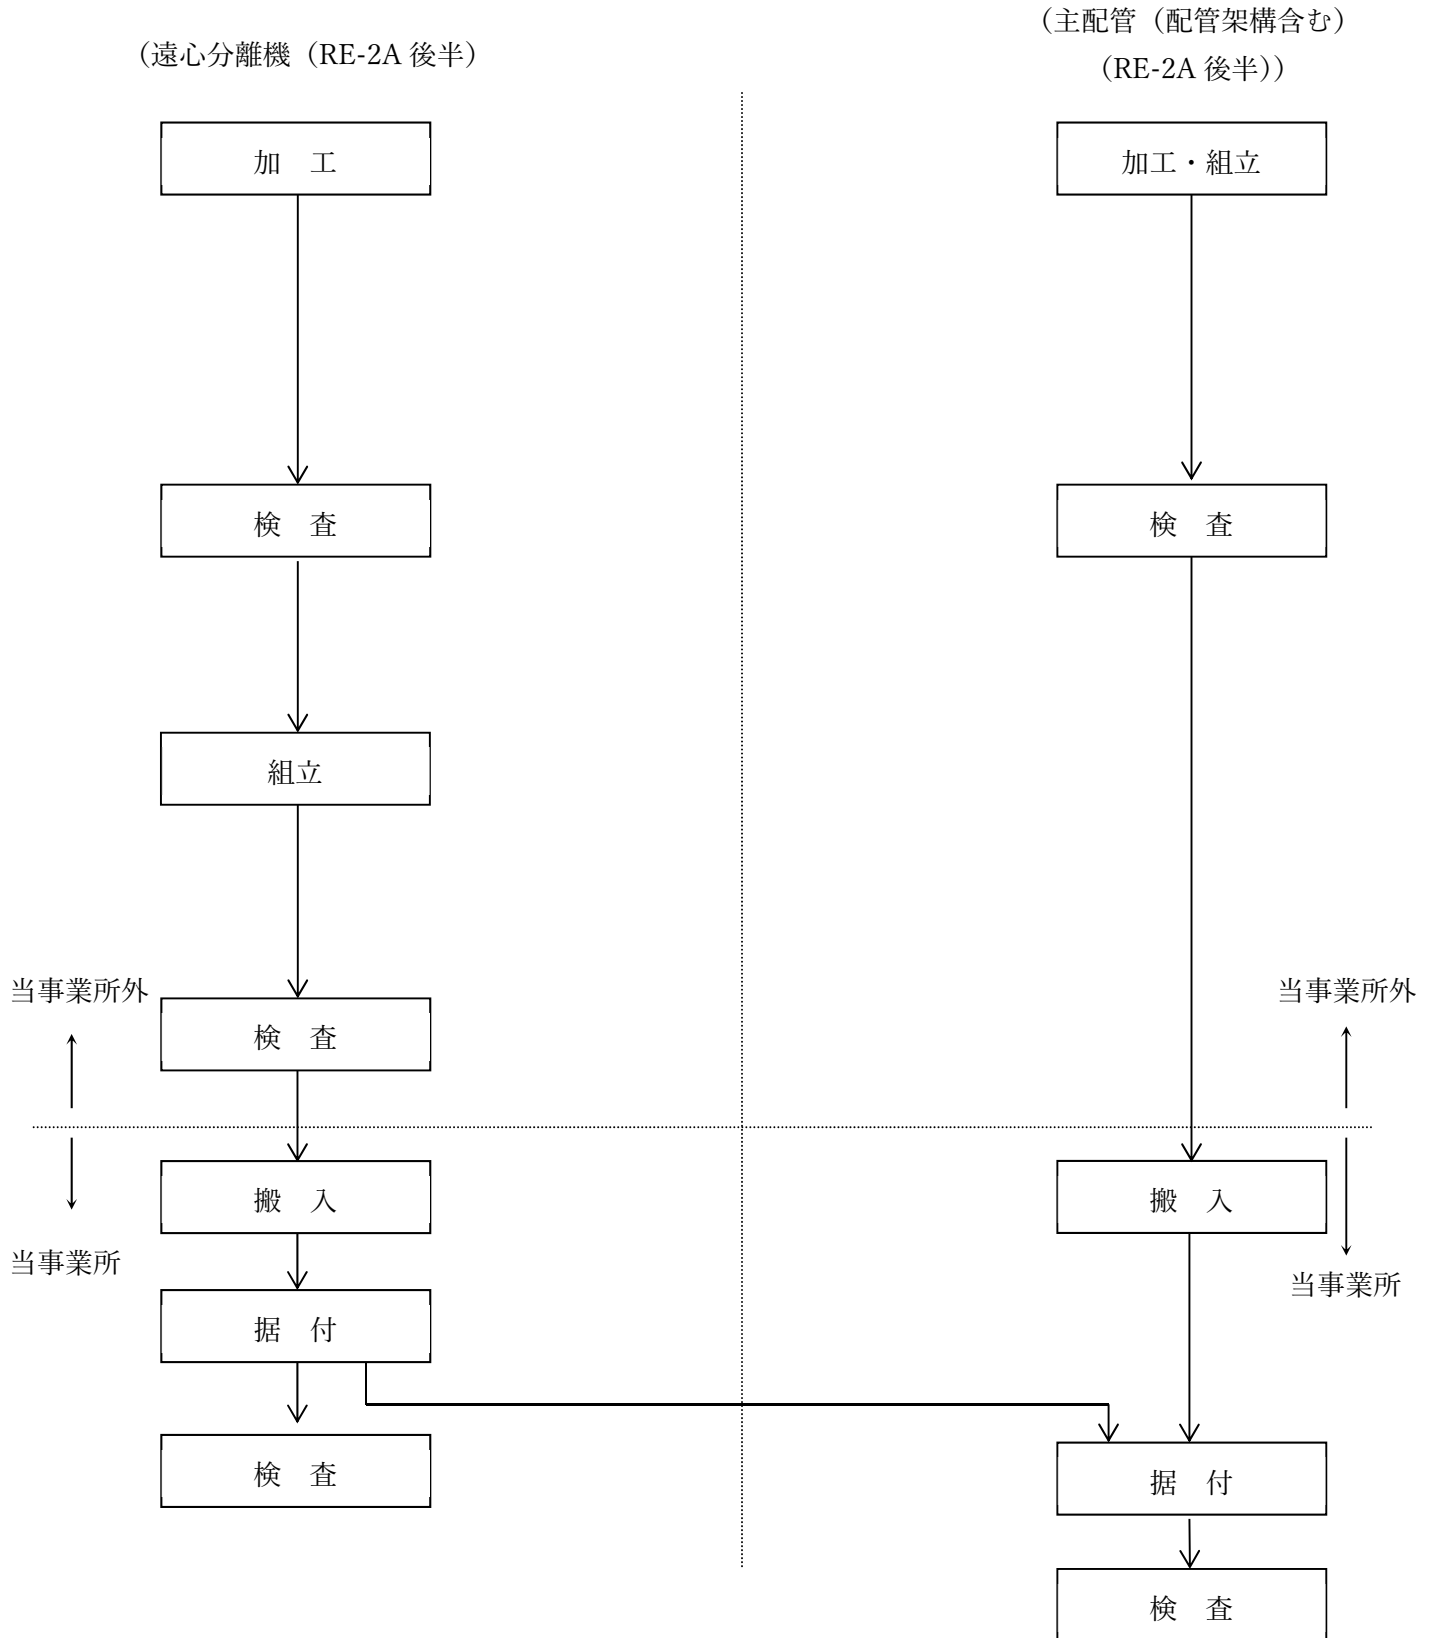 （遠心分離機（RE-2A 後半）
加　工
検　査
組立
検　査
当事業所外
搬　入
当事業所
据　付
検　査
（主配管（配管架構含む）
（RE-2A 後半））
加工・組立
検　査
当事業所外
搬　入
当事業所
据　付
検　査